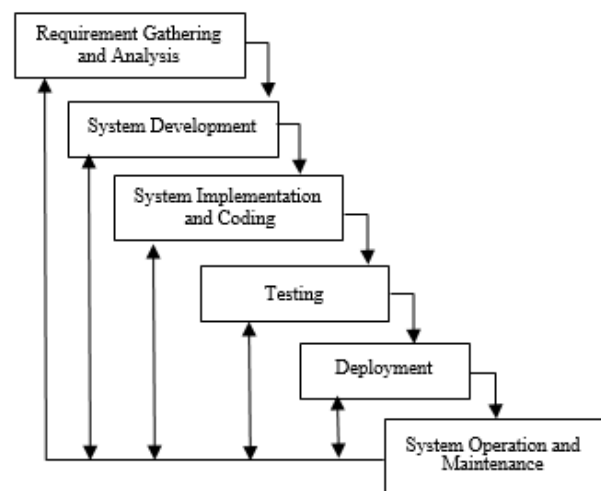 Requirement Gathering
and Analysis
System Development
System Implementation
and Coding
Testing
Deployment
System Operation and
Maintenance